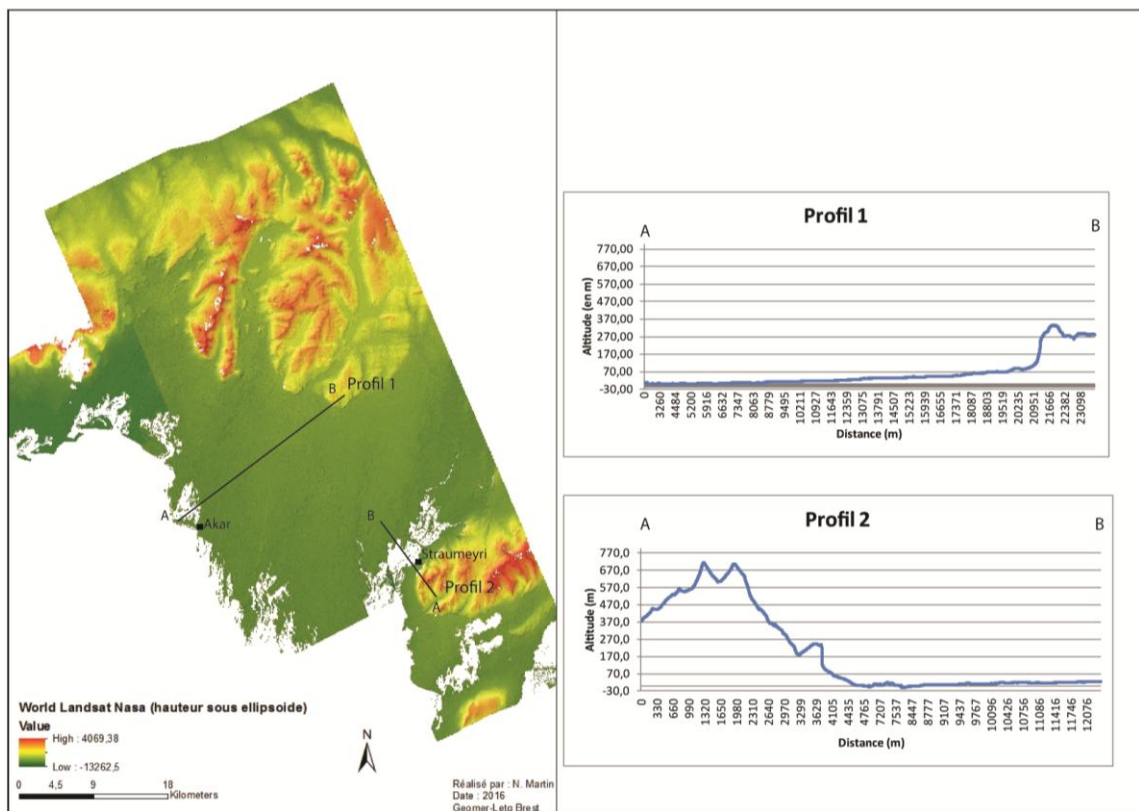 B
Profil 1
A
Akar
B
Straumeyri
Profil 2
A
World Landsat Nasa (hauteur sous ellipsoide)
Value
High : 4069,38
Low : -13262,5
0 4,5 9 18
Kilometers
N
Réalisé par : N. Martin
Date : 2016
Geomer-Letg Brest
A
Profil 1
B
Altitude (en m)
770,00
670,00
570,00
470,00
370,00
270,00
170,00
70,00
-30,00
0 3260 4484 5200 5916 6632 7347 8063 8779 9495 10211 10927 11643 12359 13075 13791 14507 15223 15939 16655 17371 18087 18803 19519 20235 20951 21666 22382 23098
Distance (m)
A
Profil 2
B
Altitude (m)
770,0
670,0
570,0
470,0
370,0
270,0
170,0
70,0
-30,0
0 330 660 990 1320 1650 1980 2310 2640 2970 3299 3629 4105 4435 4765 7207 7537 8447 8777 9107 9437 9767 10096 10426 10756 11086 11416 11746 12076
Distance (m)